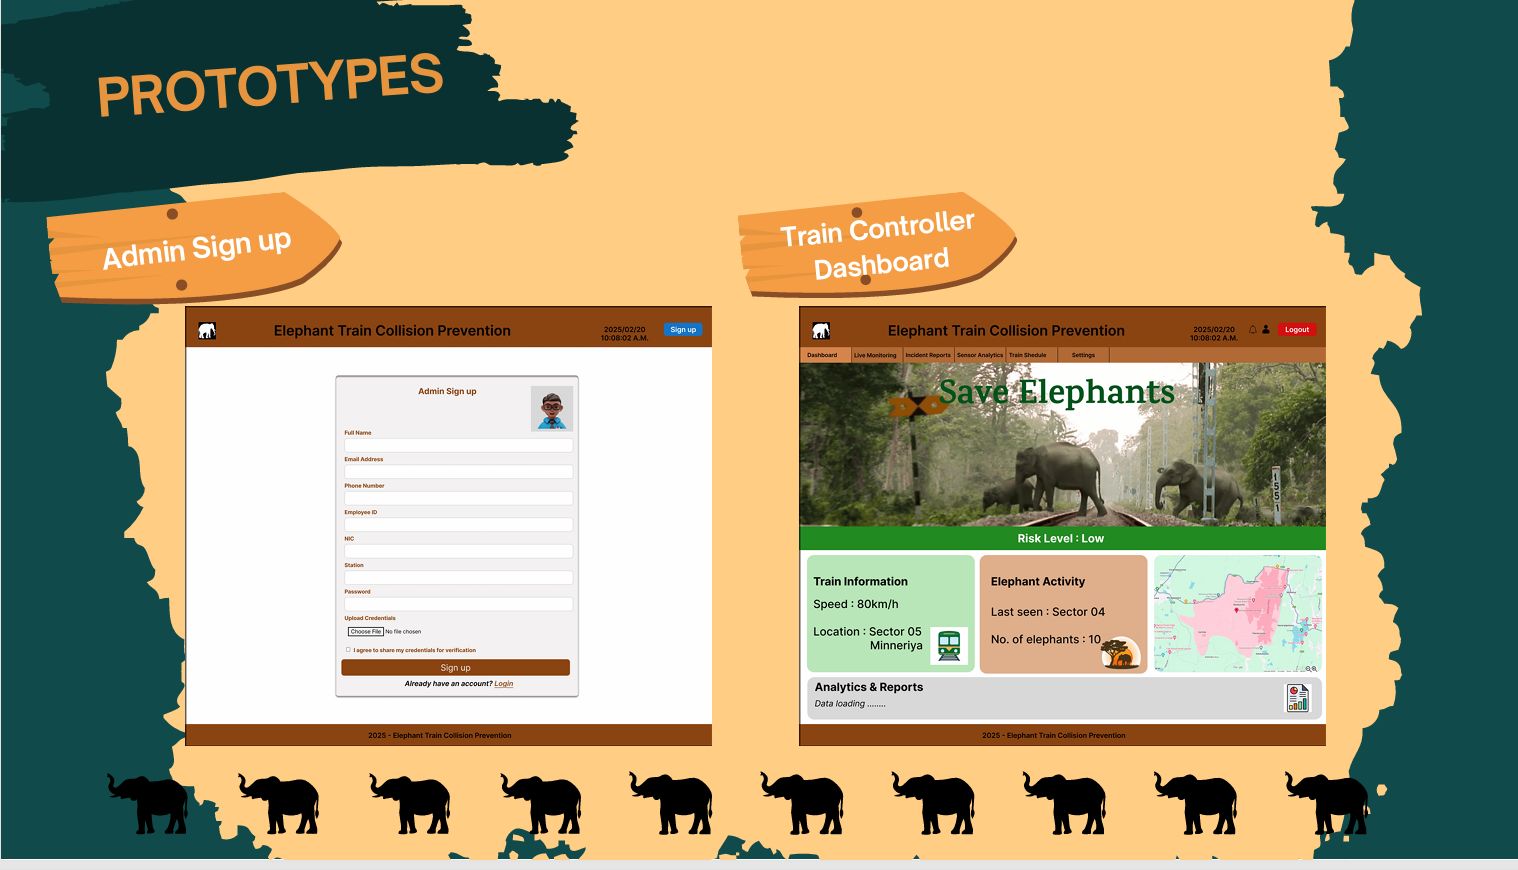 PROTOTYPES
Admin Sign up
Train Controller
Dashboard
Elephant Train Collision Prevention
2025/02/20
10:08:02 A.M.
Sign up
Admin Sign up
Full Name
Email Address
Phone Number
Employee ID
NIC
Station
Password
Upload Credentials
Choose File No file chosen
I agree to share my credentials for verification
Sign up
Already have an account? Login
2025 - Elephant Train Collision Prevention
Elephant Train Collision Prevention
2025/02/20
10:08:02 A.M.
Logout
Dashboard
Live Monitoring
Incident Reports
Sensor Analytics
Train Shedule
Settings
Save Elephants
1
5
5
1
Risk Level : Low
Train Information
Speed : 80km/h
Location : Sector 05
Minneriya
Elephant Activity
Last seen : Sector 04
No. of elephants : 10
Analytics & Reports
Data loading ........
2025 - Elephant Train Collision Prevention